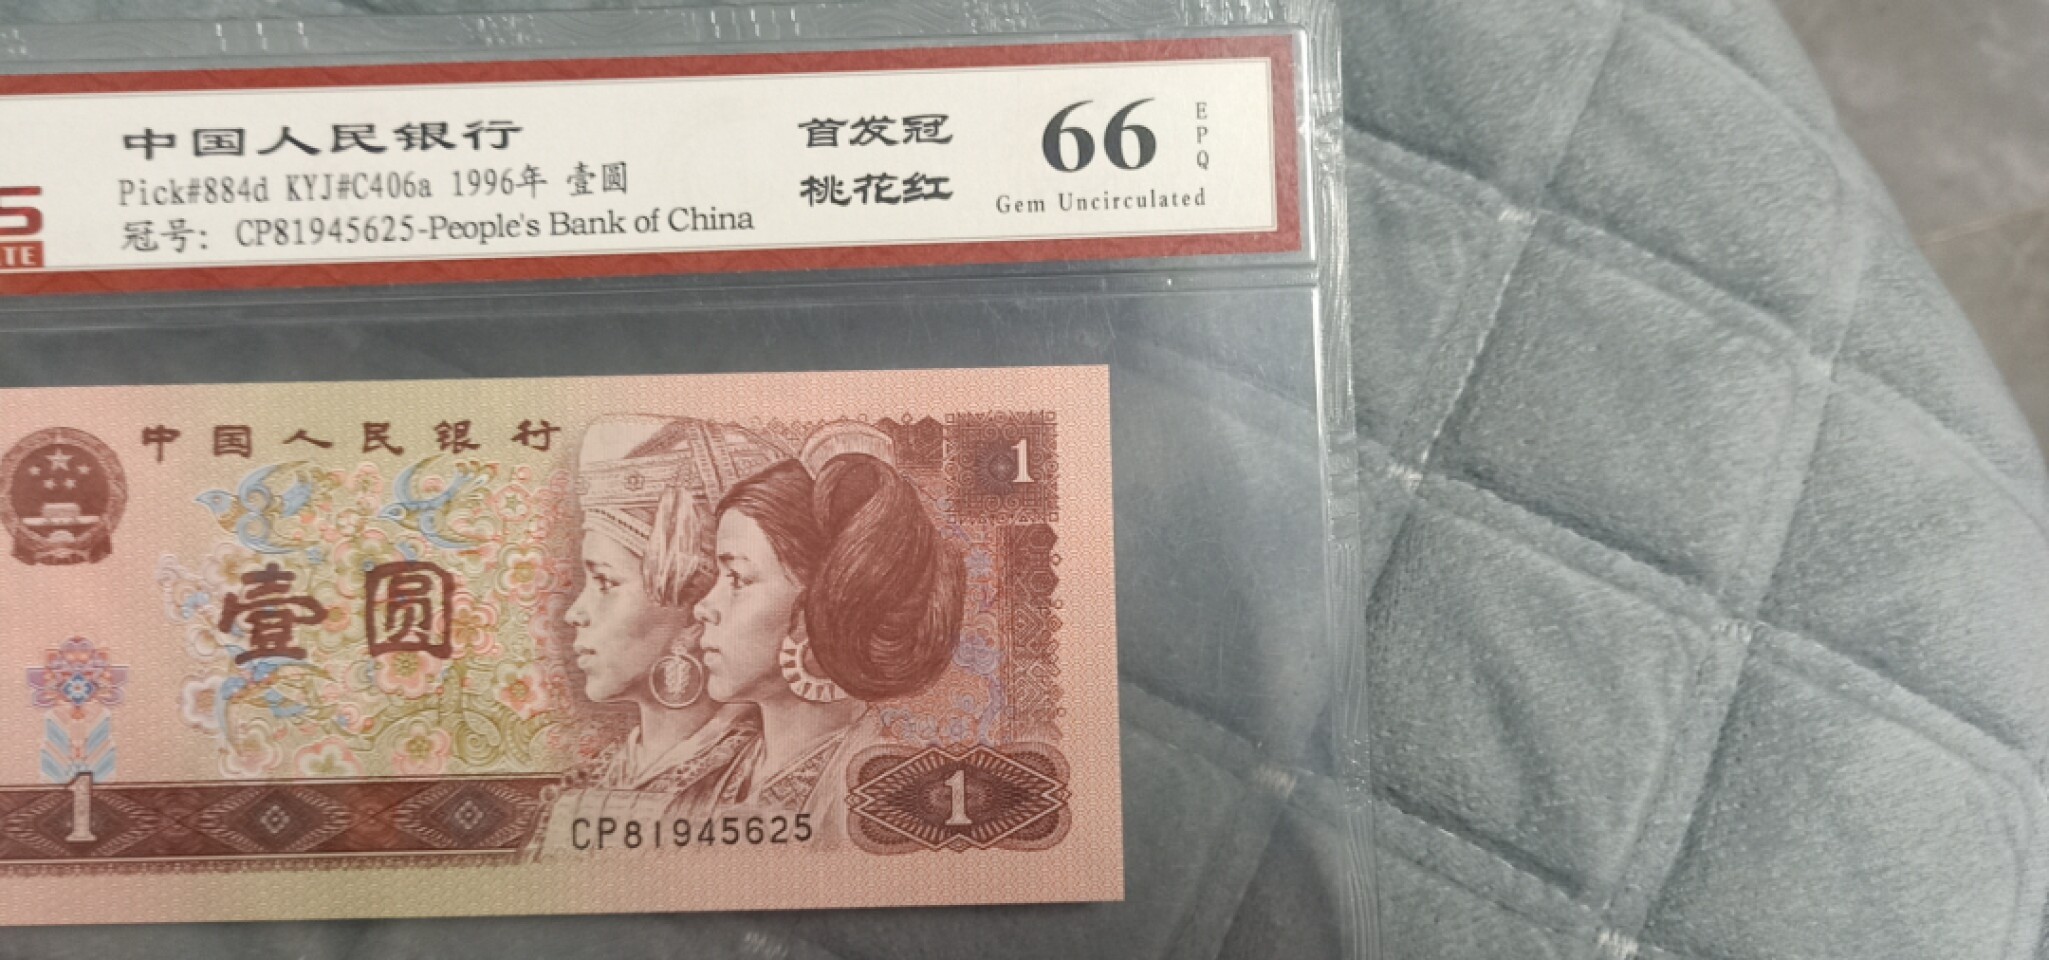 中国人民银行
首发冠
66
EPQ
Pick#884d KYJ#C406a 1996年 壹圆
桃花红
Gem Uncirculated
冠号: CP81945625-People's Bank of China
S
TE
中国人民银行
1
壹圆
1
1
CP81945625